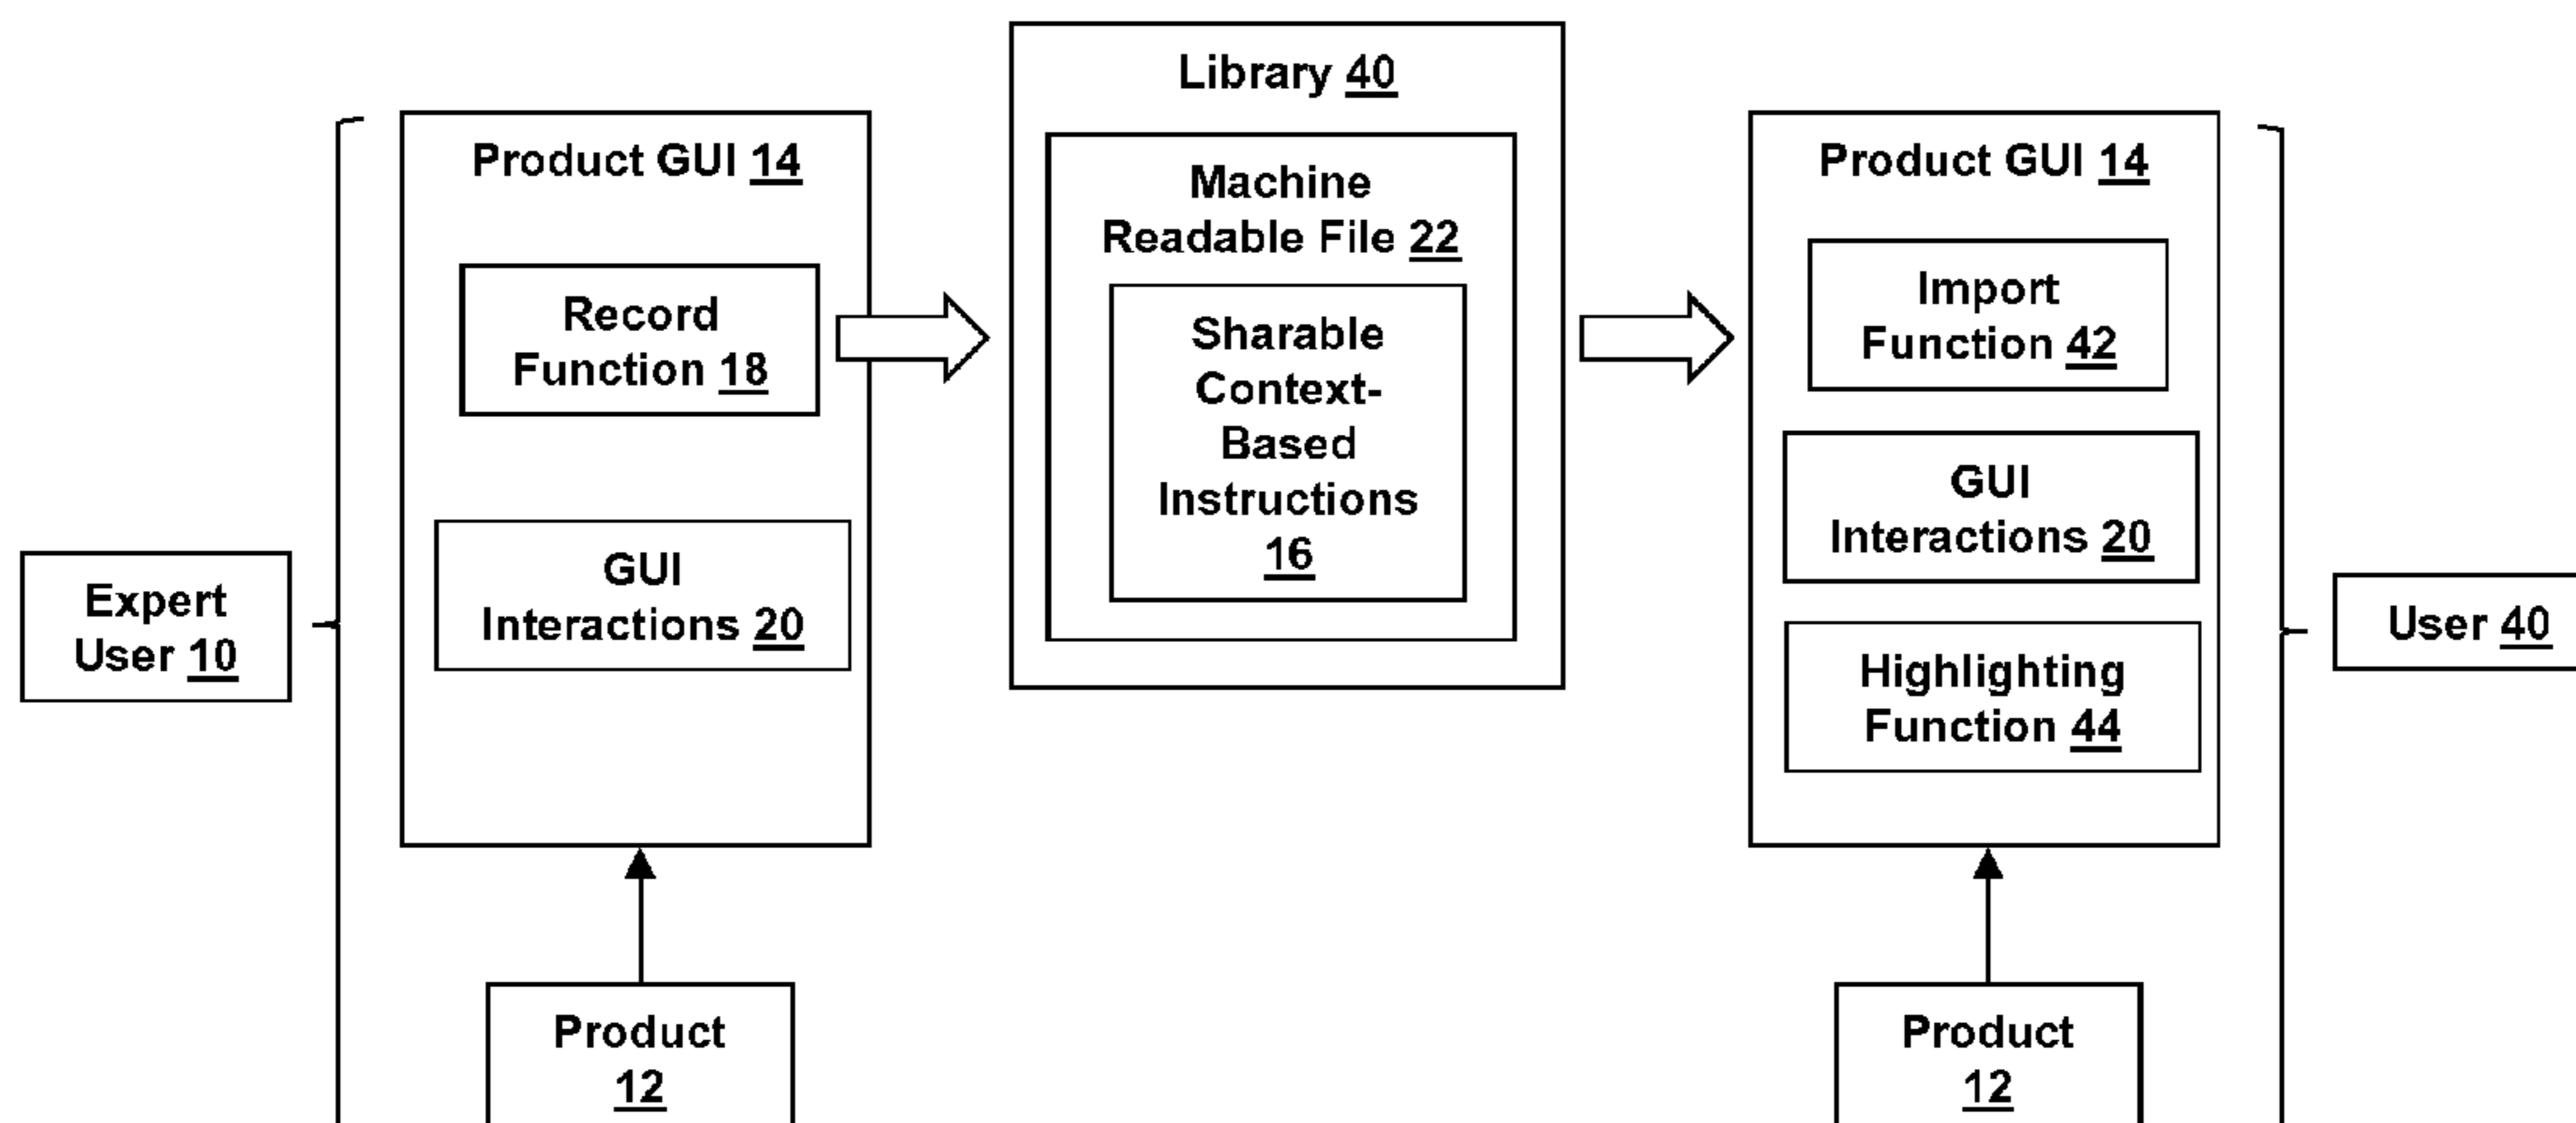 Expert
User 10
Product GUI 14
Record
Function 18
GUI
Interactions 20
Product
12
Library 40
Machine
Readable File 22
Sharable
Context-
Based
Instructions
16
Product GUI 14
Import
Function 42
GUI
Interactions 20
Highlighting
Function 44
Product
12
User 40